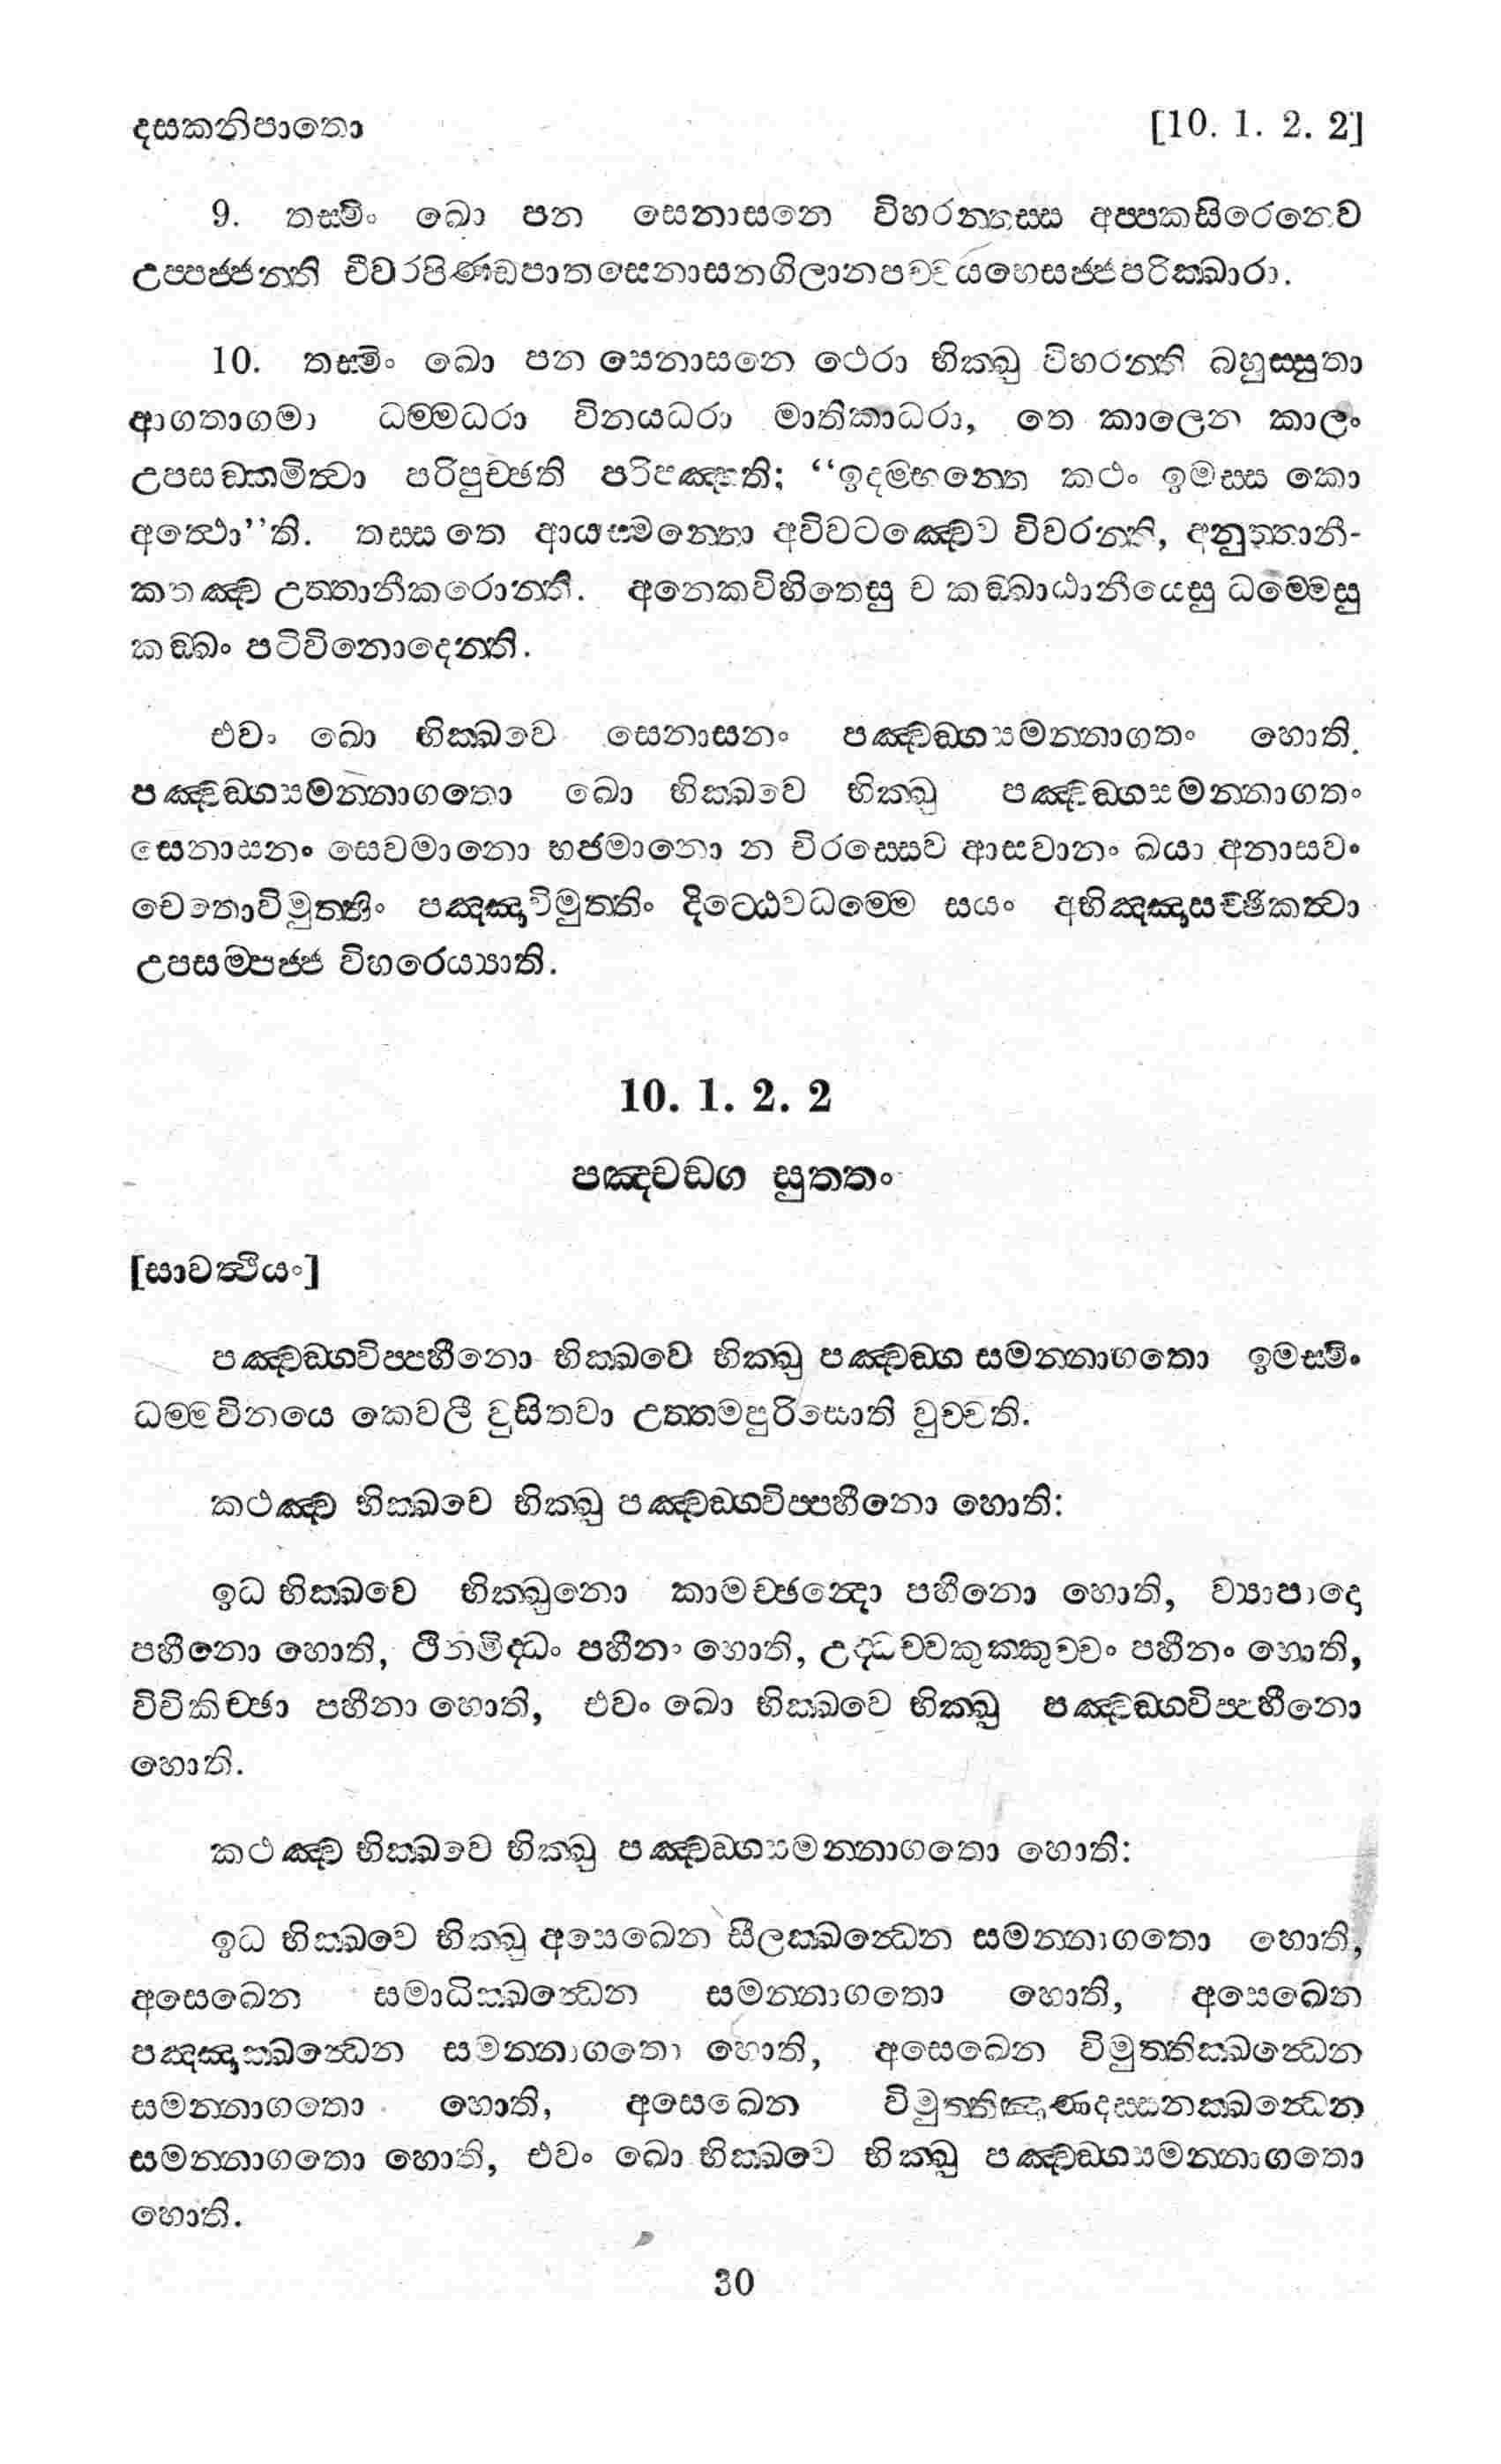 දසකනිපාතො [10. 1. 2. 2]
9. තස්මිං ඛො පන සෙනාසනෙ විහරන්තස්ස අප්පකසිරෙනෙව
උප්පජ්ජන්ති චීවරපිණ්ඩපාතසෙනාසනගිලානපච්චයභෙසජ්ජපරික්ඛාරා.
10. තස්මිං ඛො පන සෙනාසනෙ ථෙරා භික්ඛු විහරන්ති බහුස්සුතා
ආගතාගමා ධම්මධරා විනයධරා මාතිකාධරා, තෙ කාලෙන කාලං
උපසඞ්කමිත්වා පරිපුච්ඡති පරිපඤ්හති; “ඉදම්භන්තෙ කථං ඉමස්ස කො
අත්ථො’’ති. තස්ස තෙ ආයස්මන්තො අවිවටඤ්චෙව විවරන්ති, අනුත්තානී-
කතඤ්ච උත්තානීකරොන්ති. අනෙකවිහිතෙසු ච කඞ්ඛාඨානීයෙසු ධම්මෙසු
කඞ්ඛං පටිවිනොදෙන්ති.
එවං ඛො භික්ඛවෙ සෙනාසනං පඤ්චඞ්ගසමන්නාගතං හොති.
පඤ්චඞ්ගසමන්නාගතො ඛො භික්ඛවෙ භික්ඛු පඤ්චඞ්ගසමන්නාගතං
සෙනාසනං සෙවමානො භජමානො න චිරස්සෙව ආසවානං ඛයා අනාසවං
චෙතොවිමුත්තිං පඤ්ඤාවිමුත්තිං දිට්ඨෙවධම්මෙ සයං අභිඤ්ඤාසච්ඡිකත්වා
උපසම්පජ්ජ විහරෙය්‍යාති.
10. 1. 2. 2
පඤ්චඞ්ග සුත්තං
[සාවත්ථියං]
පඤ්චඞ්ගවිප්පහීනො භික්ඛවෙ භික්ඛු පඤ්චඞ්ග සමන්නාගතො ඉමස්මිං
ධම්මවිනයෙ කෙවලී වුසිතවා උත්තමපුරිසොති වුච්චති.
කථඤ්ච භික්ඛවෙ භික්ඛු පඤ්චඞ්ගවිප්පහීනො හොති:
ඉධ භික්ඛවෙ භික්ඛුනො කාමච්ඡන්දො පහීනො හොති, ව්‍යාපාදො
පහීනො හොති, ථිනමිද්ධං පහීනං හොති, උද්ධච්චකුක්කුච්චං පහීනං හොති,
විචිකිච්ඡා පහීනා හොති, එවං ඛො භික්ඛවෙ භික්ඛු පඤ්චඞ්ගවිප්පහීනො
හොති.
කථඤ්ච භික්ඛවෙ භික්ඛු පඤ්චඞ්ගසමන්නාගතො හොති:
ඉධ භික්ඛවෙ භික්ඛු අසෙඛෙන සීලක්ඛන්ධෙන සමන්නාගතො හොති,
අසෙඛෙන සමාධික්ඛන්ධෙන සමන්නාගතො හොති, අසෙඛෙන
පඤ්ඤාක්ඛන්ධෙන සමන්නාගතො හොති, අසෙඛෙන විමුත්තික්ඛන්ධෙන
සමන්නාගතො හොති, අසෙඛෙන විමුත්තිඤාණදස්සනක්ඛන්ධෙන
සමන්නාගතො හොති, එවං ඛො භික්ඛවෙ භික්ඛු පඤ්චඞ්ගසමන්නාගතො
හොති.
30